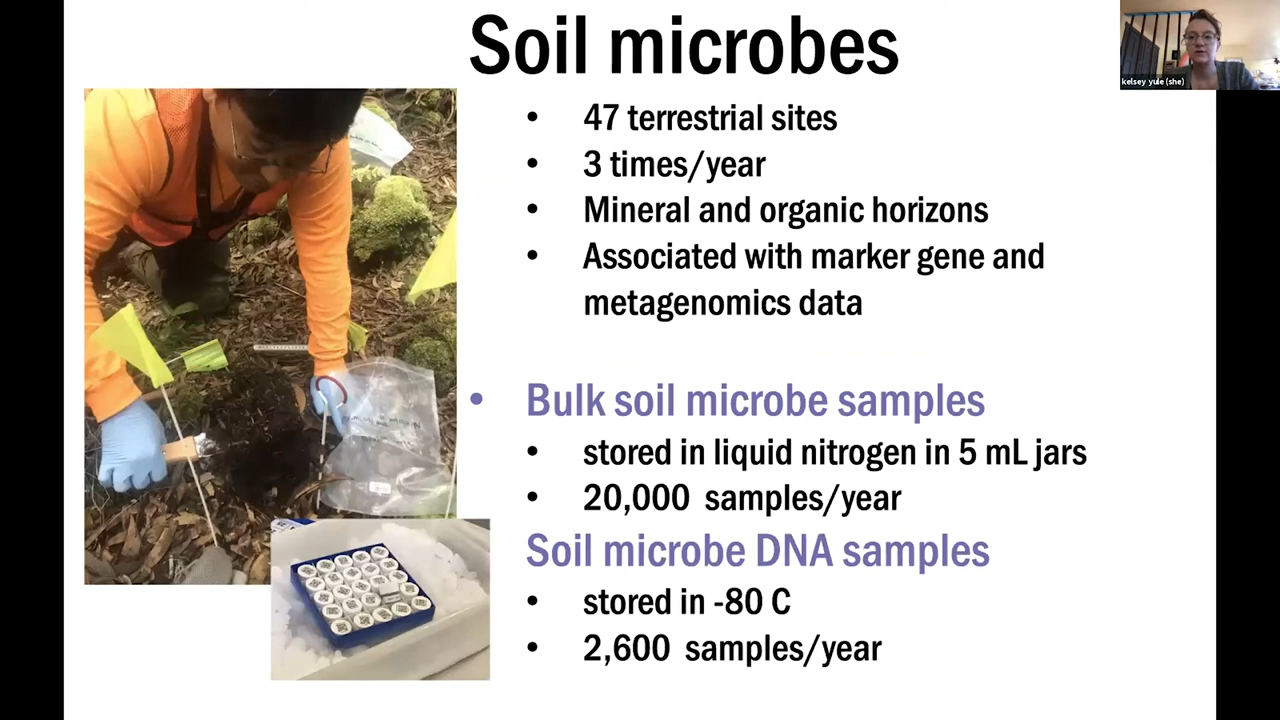 Soil microbes
kelsey yule (she)
• 47 terrestrial sites
• 3 times/year
• Mineral and organic horizons
• Associated with marker gene and
metagenomics data
• Bulk soil microbe samples
• stored in liquid nitrogen in 5 mL jars
• 20,000 samples/year
Soil microbe DNA samples
• stored in -80 C
• 2,600 samples/year